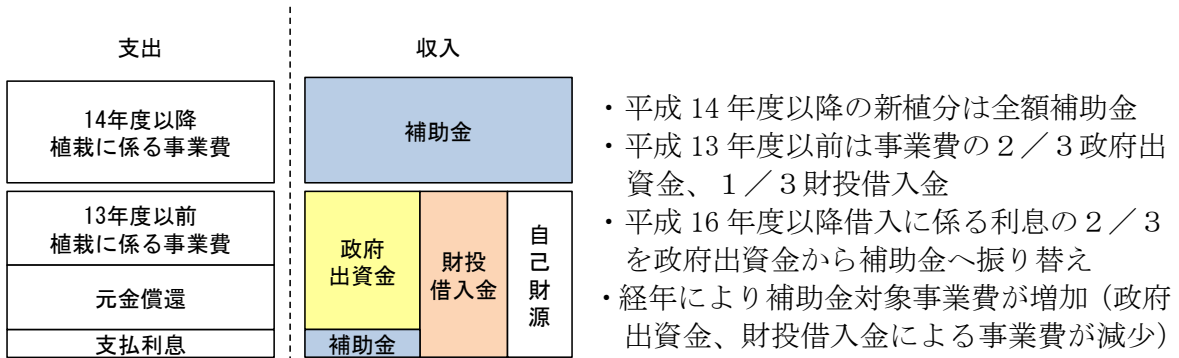 支出
収入
14年度以降
植栽に係る事業費
補助金
13年度以前
植栽に係る事業費
元金償還
支払利息
政府
出資金
補助金
財投
借入金
自
己
財
源
・平成 14 年度以降の新植分は全額補助金
・平成 13 年度以前は事業費の２／３政府出
資金、１／３財投借入金
・平成 16 年度以降借入に係る利息の２／３
を政府出資金から補助金へ振り替え
・経年により補助金対象事業費が増加（政府
出資金、財投借入金による事業費が減少）